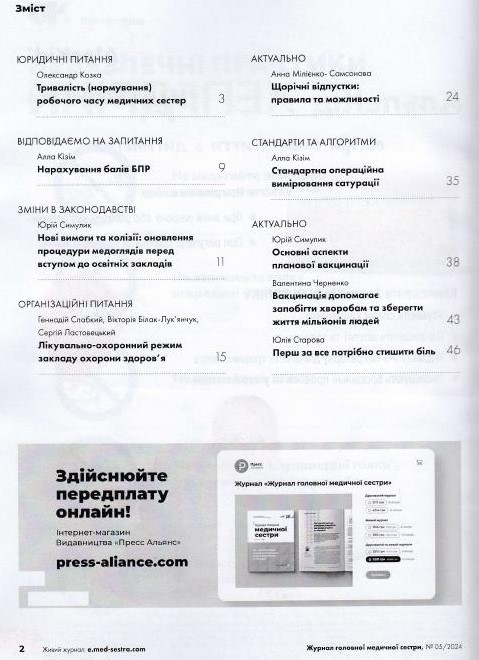 Зміст
ЮРИДИЧНІ ПИТАННЯ
Олександр Козка
Тривалість (нормування)
робочого часу медичних сестер 3
ВІДПОВІДАЄМО НА ЗАПИТАННЯ
Алла Кізім
Нарахування балів БПР 9
ЗМІНИ В ЗАКОНОДАВСТВІ
Юрій Симулик
Нові вимоги та колізії: оновлення
процедури медоглядів перед
вступом до освітніх закладів 11
ОРГАНІЗАЦІЙНІ ПИТАННЯ
Геннадій Слабкий, Вікторія Білак-Лук'янчук,
Сергій Ластовецький
Лікувально-охоронний режим
закладу охорони здоров'я 15
АКТУАЛЬНО
Анна Мілієнко- Самсонова
Щорічні відпустки:
правила та можливості 24
СТАНДАРТИ ТА АЛГОРИТМИ
Алла Кізім
Стандартна операційна
вимірювання сатурації 35
АКТУАЛЬНО
Юрій Симулик
Основні аспекти
планової вакцинації 38
Валентина Черненко
Вакцинація допомагає
запобігти хворобам та зберегти
життя мільйонів людей 43
Юлія Старова
Перш за все потрібно стишити біль 46
Здійснюйте
передплату
онлайн!
Інтернет-магазин
Видавництва «Пресс Альянс»
press-aliance.com
Журнал «Журнал головної медичної сестри»
медичної
сестри
2 Живий журнал: e.med-sestra.com
Журнал головної медичної сестри, № 05/2024